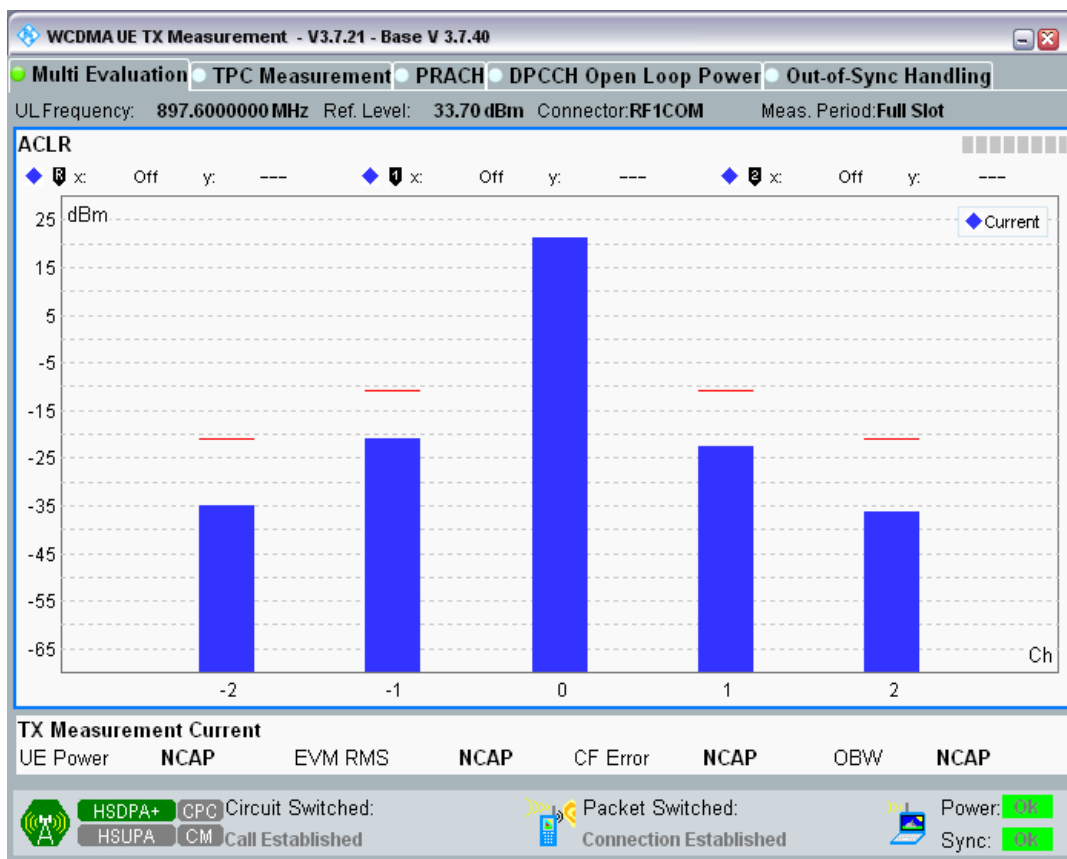 WCDMA UE TX Measurement - V3.7.21 - Base V 3.7.40
Multi Evaluation TPC Measurement PRACH DPCCH Open Loop Power Out-of-Sync Handling
UL Frequency: 897.6000000 MHz Ref. Level: 33.70 dBm Connector:RF1COM Meas. Period:Full Slot
ACLR
R x: Off y: --- 1 x: Off y: --- 2 x: Off y: ---
25 dBm Current
15
5
-5
-15
-25
-35
-45
-55
-65
Ch
-2 -1 0 1 2
TX Measurement Current
UE Power NCAP EVM RMS NCAP CF Error NCAP OBW NCAP
HSDPA+ CPC Circuit Switched: Packet Switched: Power: Ok
HSUPA CM Call Established Connection Established Sync: Ok